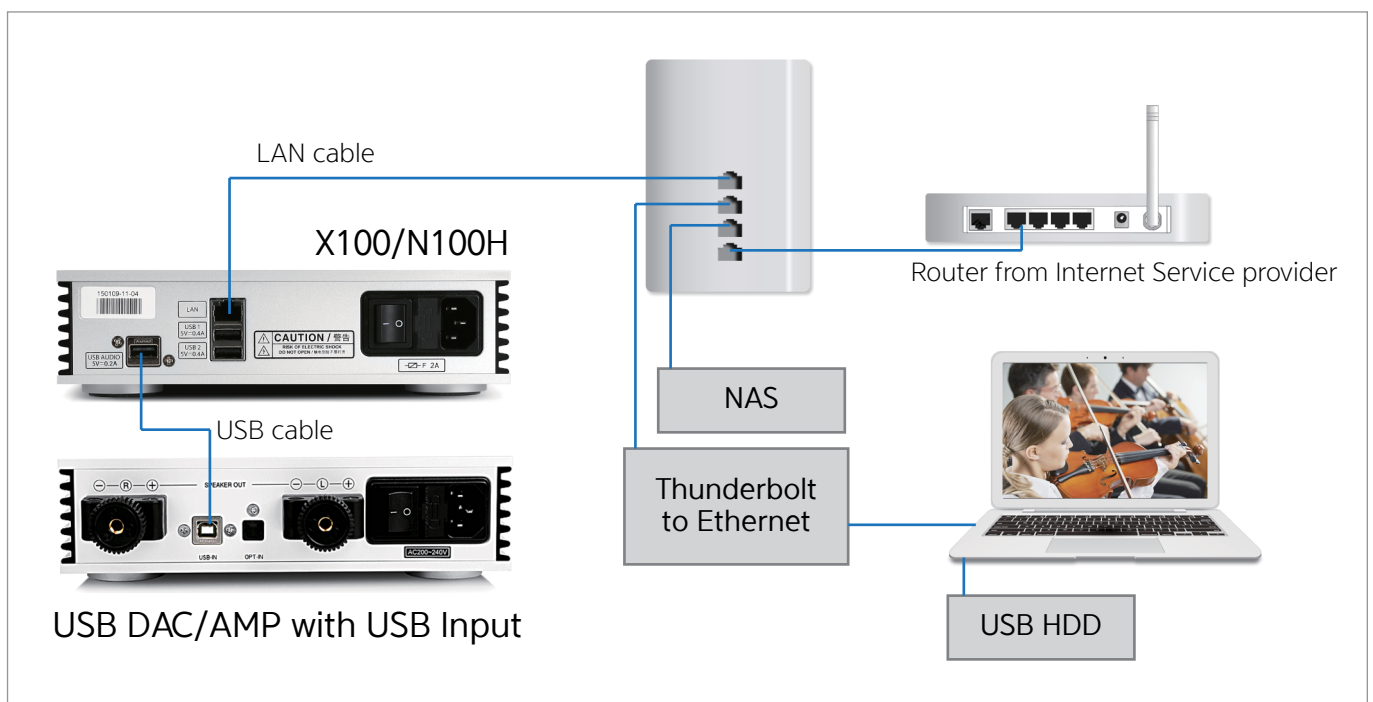 LAN cable
X100/N100H
150109-11-04
LAN
USB 1
5V⎓0.4A
USB 2
5V⎓0.4A
USB AUDIO
5V⎓0.2A
CAUTION / 警告
RISK OF ELECTRIC SHOCK
DO NOT OPEN /
F 2A
Router from Internet Service provider
USB cable
NAS
Thunderbolt
to Ethernet
USB HDD
− R + SPEAKER OUT − L +
USB-IN OPT-IN
AC200~240V
USB DAC/AMP with USB Input